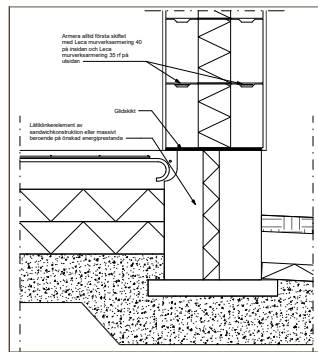 Armera alltid första skiftet
med Leca murverksarmering 40
på insidan och Leca
murverksarmering 35 rf på
utsidan
Glidskikt
Lättklinkerelement av
sandwichkonstruktion eller massivt
beroende på önskad energiprestanda